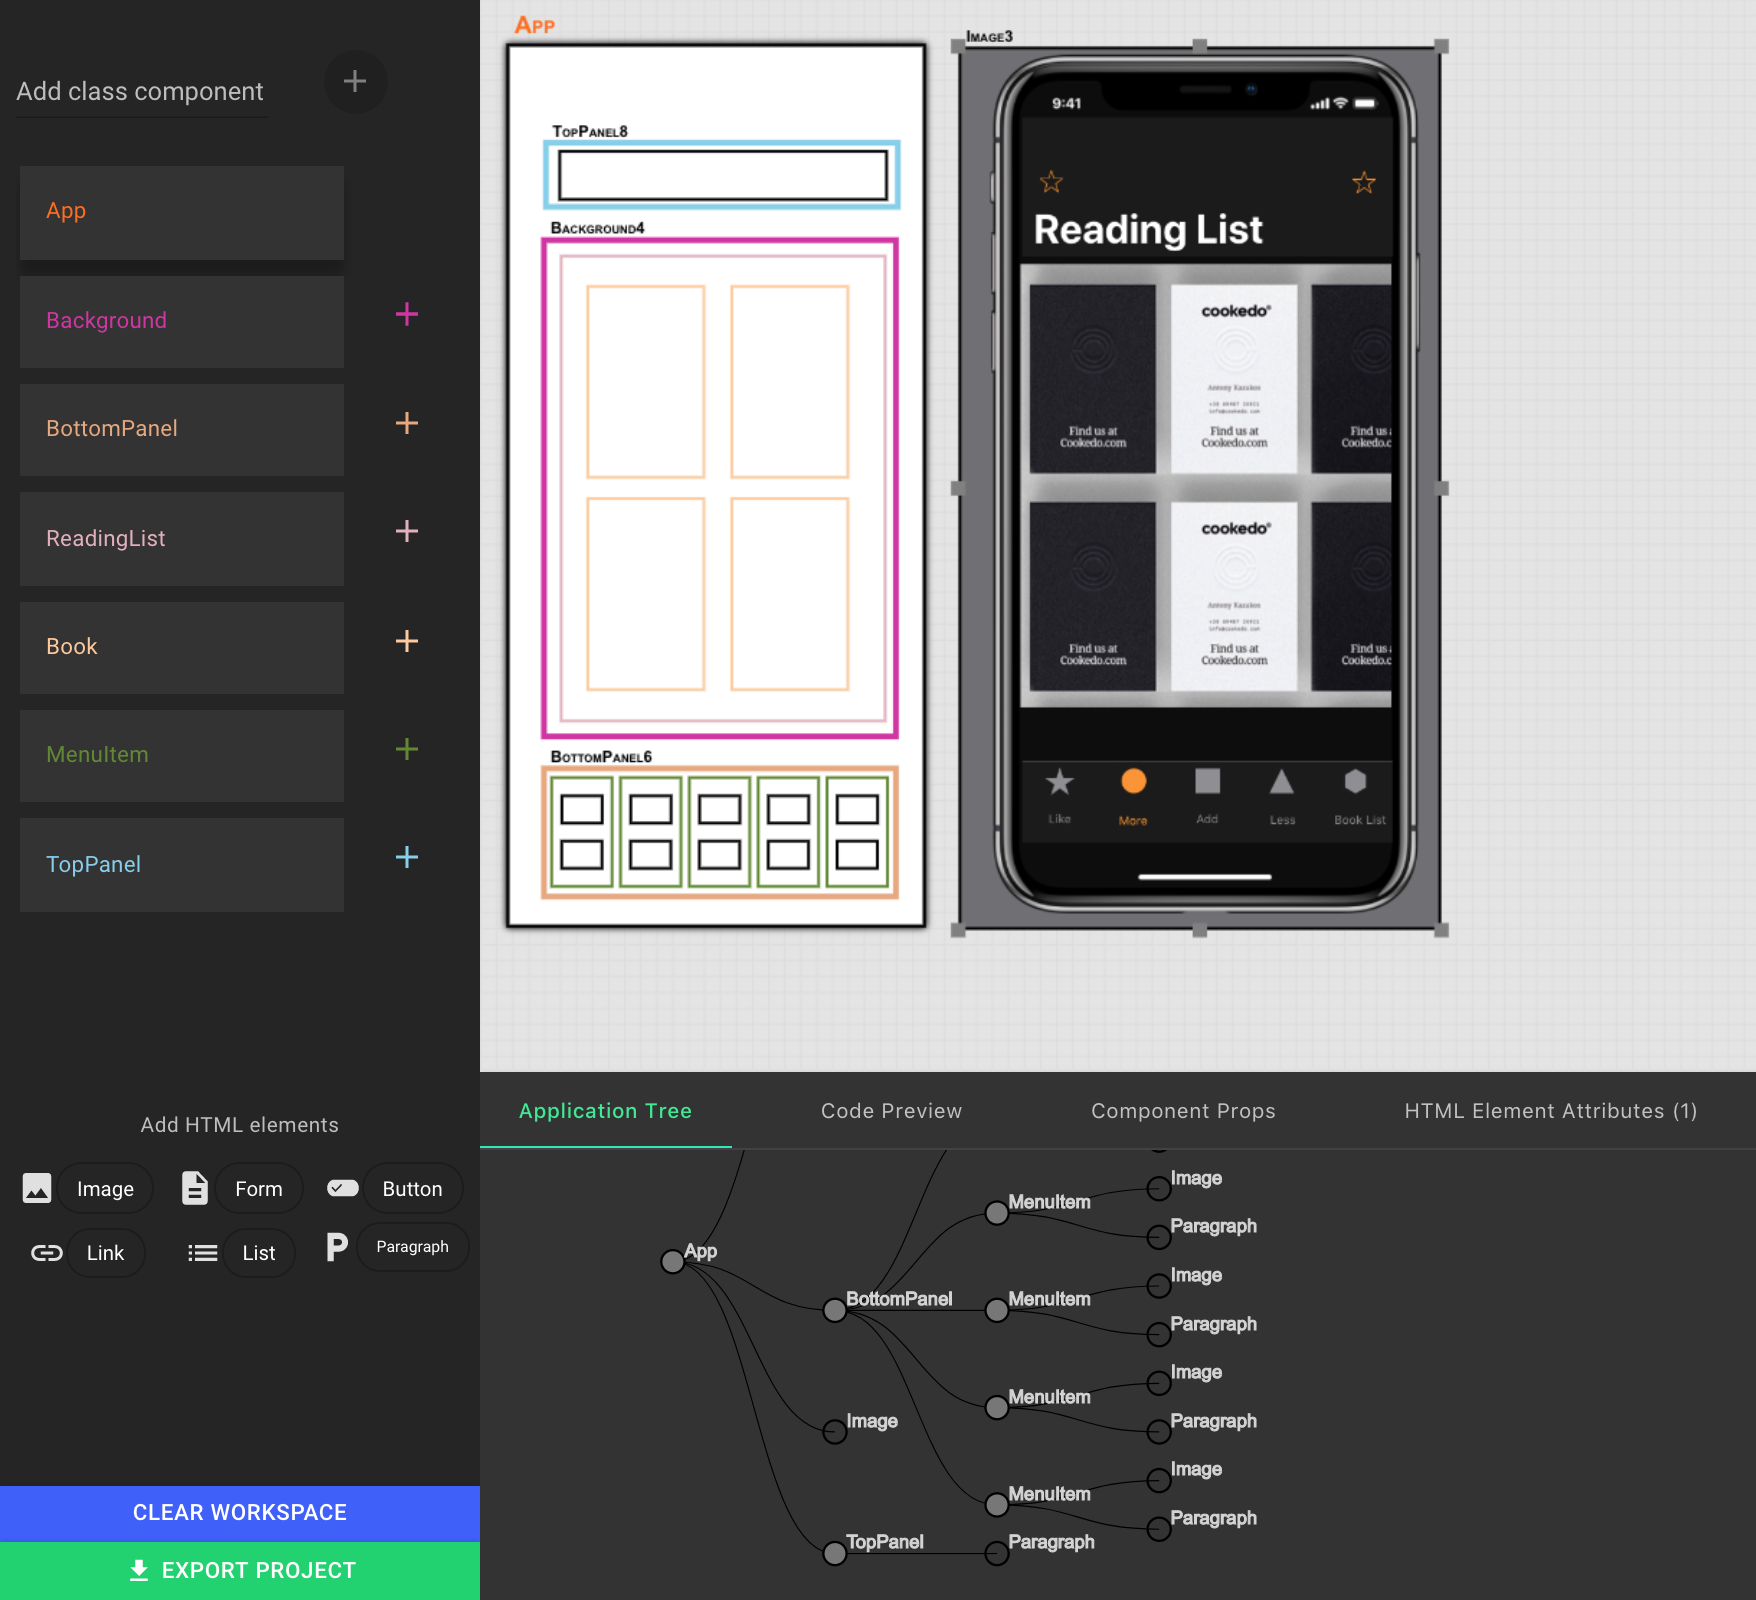 Add class component
App
Background
BottomPanel
ReadingList
Book
MenuItem
TopPanel
Add HTML elements
Image
Form
Button
Link
List
P
Paragraph
CLEAR WORKSPACE
EXPORT PROJECT
App
TopPanel8
Background4
BottomPanel6
Image3
9:41
Reading List
Find us at
Cookedo.com
cookedo®
Antony Kazakos
Find us at
Cookedo.com
Find us
Cookedo.c
Find us at
Cookedo.com
cookedo®
Antony Kazakos
Find us at
Cookedo.com
Find us
Cookedo.c
Like
More
Add
Less
Book List
Application Tree
Code Preview
Component Props
HTML Element Attributes (1)
App
BottomPanel
Image
TopPanel
MenuItem
MenuItem
MenuItem
MenuItem
Paragraph
Image
Paragraph
Image
Paragraph
Image
Paragraph
Image
Paragraph